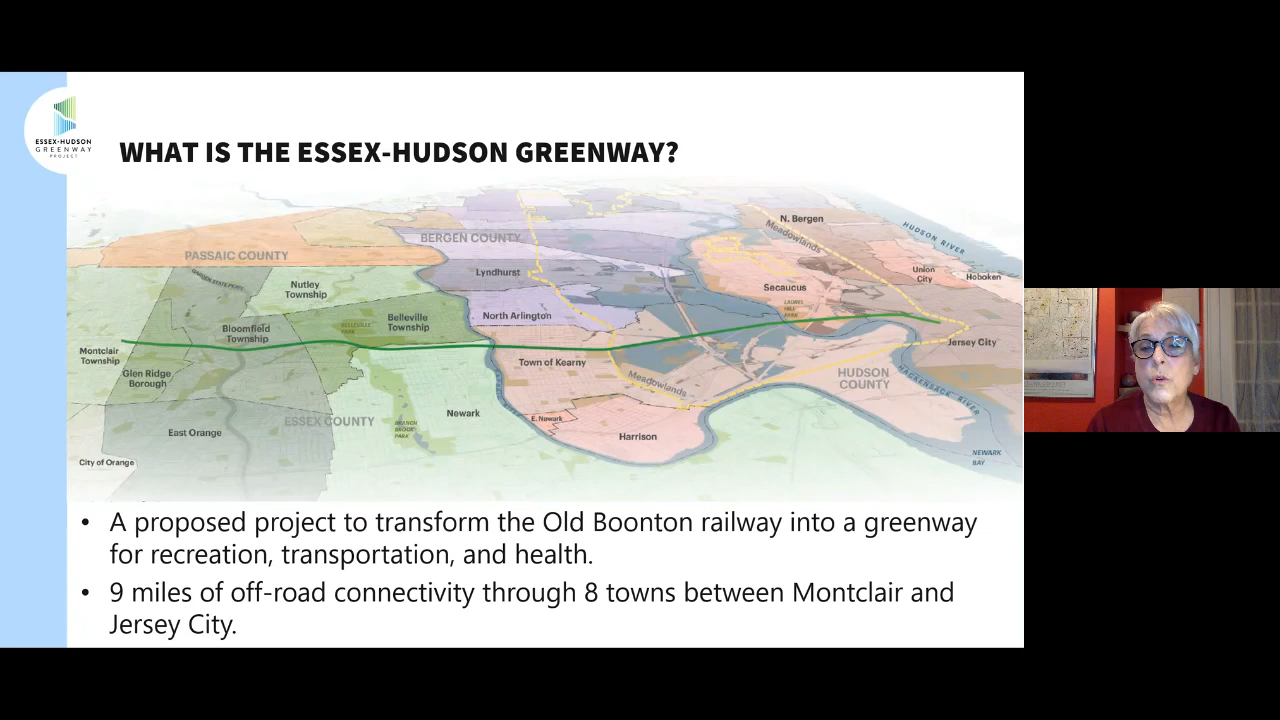 ESSEX-HUDSON
GREENWAY
PROJECT
WHAT IS THE ESSEX-HUDSON GREENWAY?
N. Bergen
HUDSON RIVER
Meadowlands
BERGEN COUNTY
PASSAIC COUNTY
Lyndhurst
Union
City
Hoboken
GARDEN STATE PKWY
Nutley
Township
Secaucus
LAUREL
HILL
PARK
North Arlington
Belleville
Township
BELLEVILLE
PARK
Bloomfield
Township
Jersey City
Montclair
Township
Town of Kearny
Glen Ridge
Borough
Meadowlands
HUDSON
COUNTY
HACKENSACK RIVER
Newark
ESSEX COUNTY
E. Newark
BRANCH
BROOK
PARK
East Orange
Harrison
City of Orange
NEWARK
BAY
• A proposed project to transform the Old Boonton railway into a greenway
for recreation, transportation, and health.
• 9 miles of off-road connectivity through 8 towns between Montclair and
Jersey City.